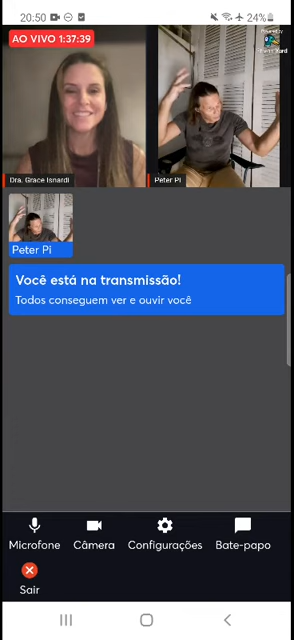 20:50
24%
AO VIVO 1:37:39
Dra. Grace Isnardi
Peter Pi
Peter Pi
Você está na transmissão!
Todos conseguem ver e ouvir você
Microfone
Câmera
Configurações
Bate-papo
Sair